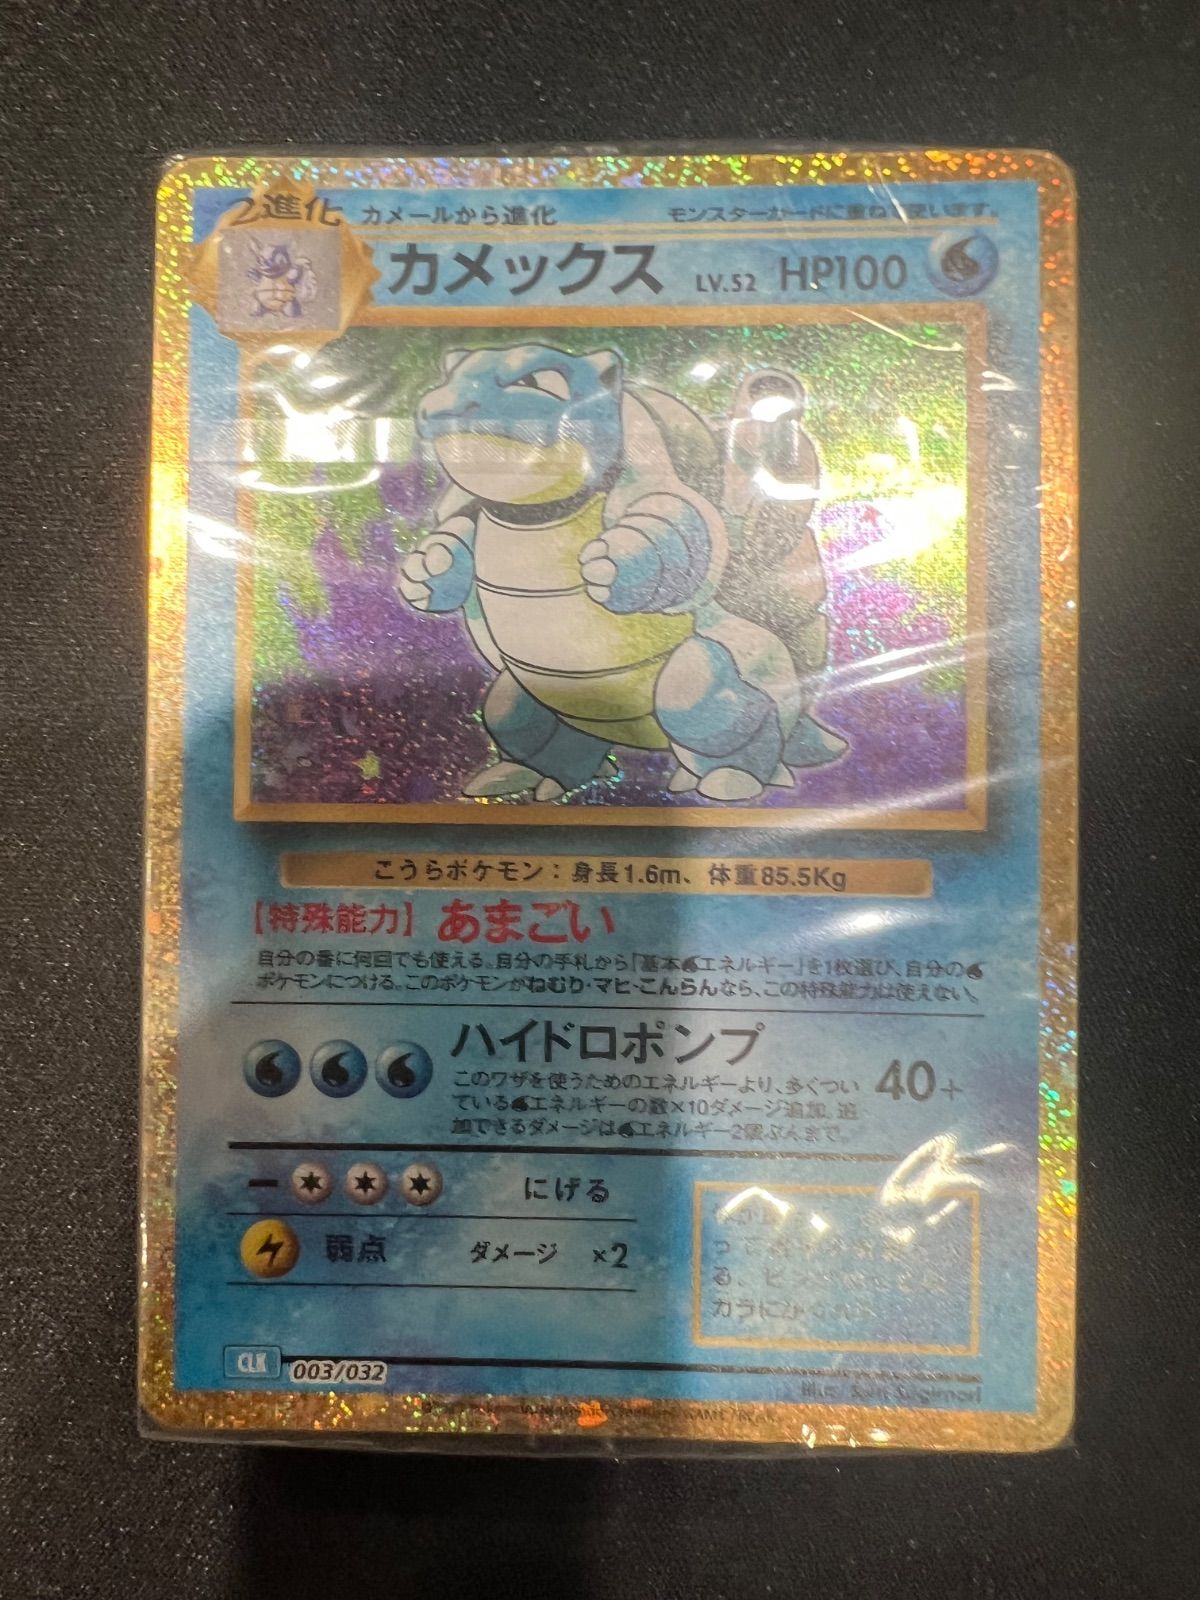 2進化 カメールから進化 モンスターカードに重ねて使います。
カメックス LV.52 HP100
こうらポケモン：身長1.6m、体重85.5Kg
【特殊能力】あまごい
自分の番に何回でも使える。自分の手札から「基本エネルギー」を1枚選び、自分の
ポケモンにつける。このポケモンがねむり・マヒ・こんらんなら、この特殊能力は使えない。
ハイドロポンプ
このワザを使うためのエネルギーより、多くつい
ているエネルギーの数×10ダメージ追加。追
加できるダメージはエネルギー2個ぶんまで。
40+
にげる
弱点 ダメージ ×2
る、ヒ
カラに
CLK 003/032
Illus. Ken Sugimori